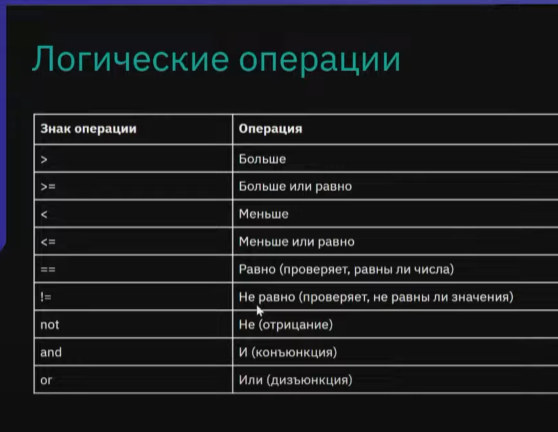 Логические операции
Знак операции Операция
> Больше
>= Больше или равно
< Меньше
<= Меньше или равно
== Равно (проверяет, равны ли числа)
!= Не равно (проверяет, не равны ли значения)
not Не (отрицание)
and И (конъюнкция)
or Или (дизъюнкция)